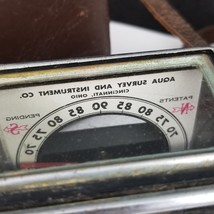 AQUA SURVEY AND INSTRUMENT CO.
CINCINNATI, OHIO
PATENTS PENDING
70 75 80 85 90 85 80 75 70